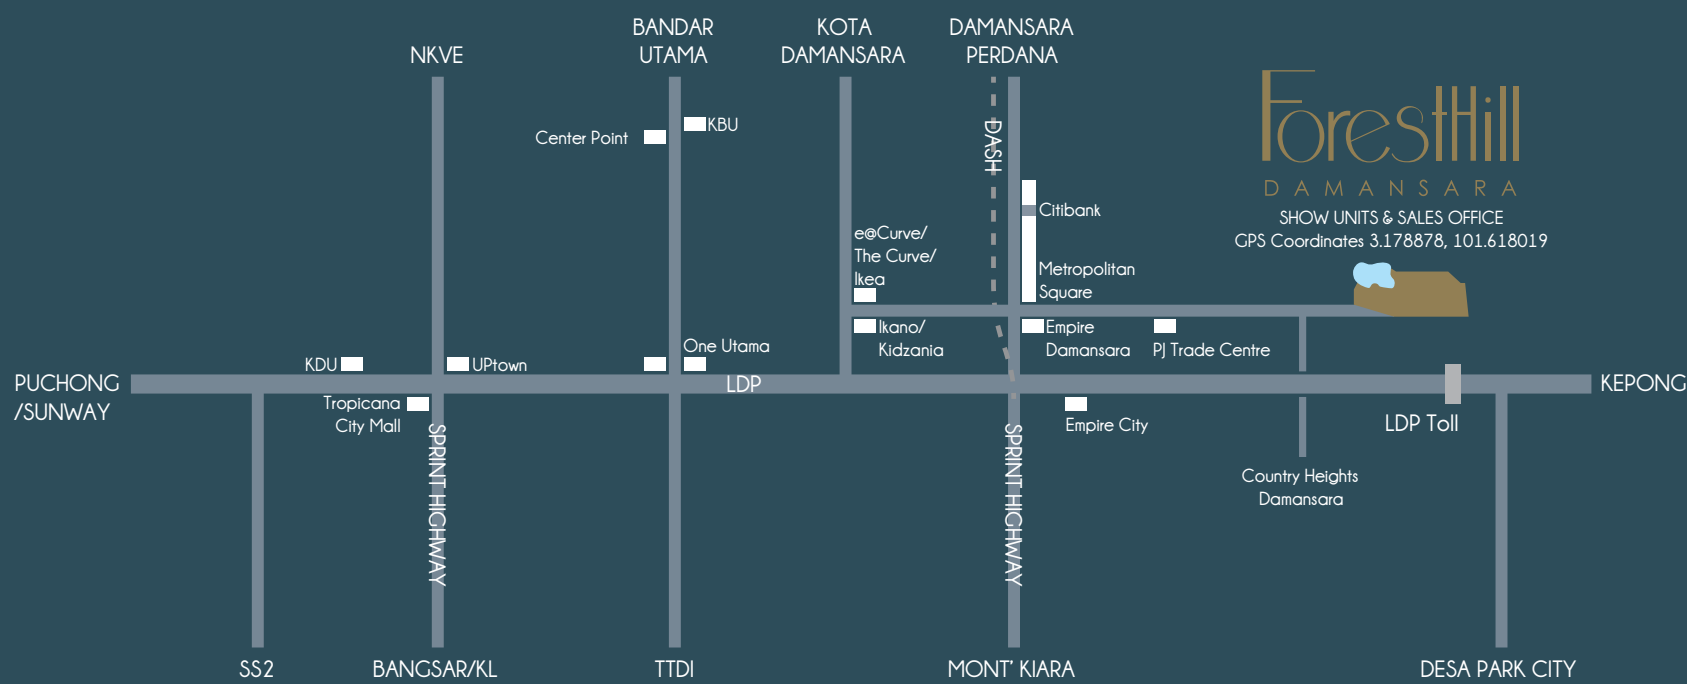 BANDAR
UTAMA
KOTA
DAMANSARA
DAMANSARA
PERDANA
NKVE
ForestHill
DAMANSARA
SHOW UNITS & SALES OFFICE
GPS Coordinates 3.178878, 101.618019
Center Point
KBU
DASH
Citibank
e@Curve/
The Curve/
Ikea
Metropolitan
Square
Ikano/
Kidzania
Empire
Damansara
PJ Trade Centre
One Utama
KDU
UPtown
PUCHONG
/SUNWAY
LDP
KEPONG
Tropicana
City Mall
Empire City
LDP Toll
SPRINT HIGHWAY
SPRINT HIGHWAY
Country Heights
Damansara
SS2
BANGSAR/KL
TTDI
MONT' KIARA
DESA PARK CITY